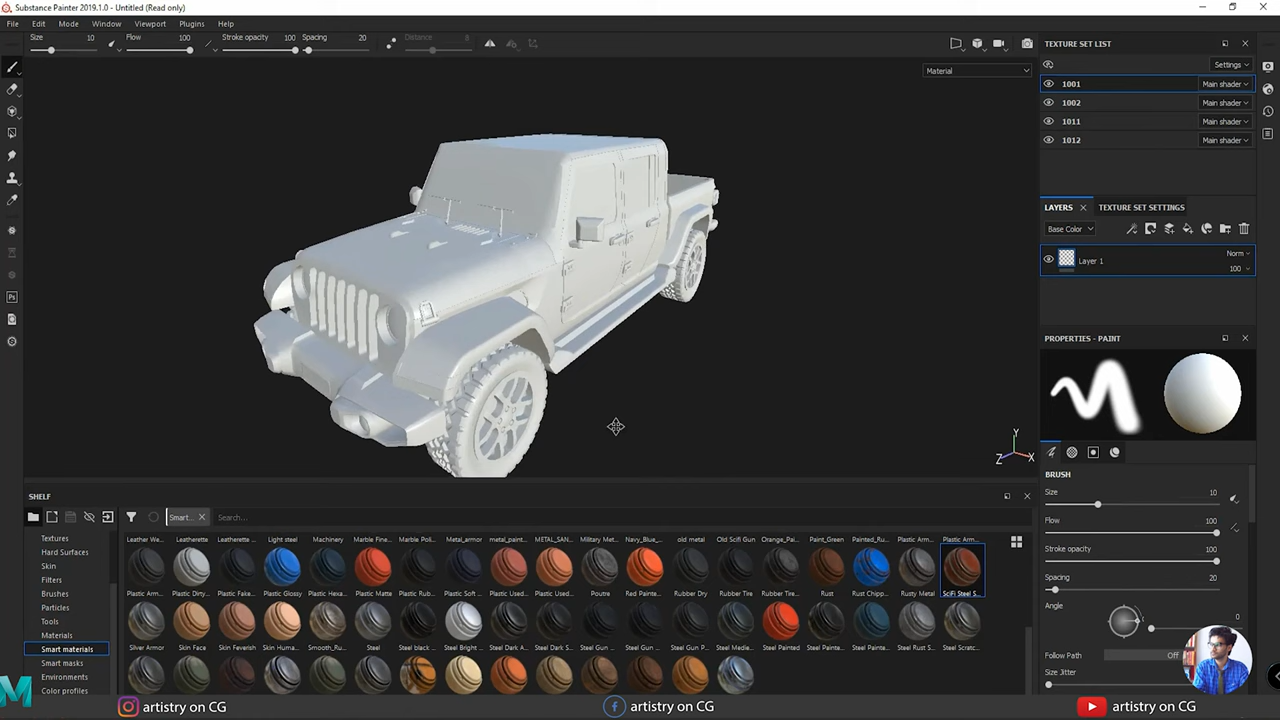 Substance Painter 2019.1.0 - Untitled (Read only)
File Edit Mode Window Viewport Plugins Help
Size 10 Flow 100 Stroke opacity 100 Spacing 20 Distance 8
Material
TEXTURE SET LIST
Settings
1001 Main shader
1002 Main shader
1011 Main shader
1012 Main shader
LAYERS TEXTURE SET SETTINGS
Base Color
Layer 1 Norm
100
PROPERTIES - PAINT
Y
Z X
BRUSH
Size 10
Flow 100
Stroke opacity 100
Spacing 20
Angle 0
Follow Path Off
Size Jitter
SHELF
Smart... Search...
Textures
Hard Surfaces
Skin
Filters
Brushes
Particles
Tools
Materials
Smart materials
Smart masks
Environments
Color profiles
Leather We... Leatherette Leatherette ... Light steel Machinery Marble Fine... Marble Poli... Metal_armor metal_paint... METAL_SAN... Military Met... Navy_Blue_... old metal Old Scifi Gun Orange_Pai... Paint_Green Painted_Ru... Plastic Arm... Plastic Arm...
Plastic Arm... Plastic Dirty... Plastic Fake... Plastic Glossy Plastic Hexa... Plastic Matte Plastic Rub... Plastic Soft ... Plastic Used... Plastic Used... Poutre Red Painte... Rubber Dry Rubber Tire Rubber Tire... Rust Rust Chipp... Rusty Metal SciFi Steel S...
Silver Armor Skin Face Skin Feverish Skin Huma... Smooth_Ru... Steel Steel black ... Steel Bright ... Steel Dark A... Steel Dark S... Steel Gun ... Steel Gun ... Steel Gun P... Steel Medie... Steel Painted Steel Painte... Steel Painte... Steel Rust S... Steel Scratc...
M
artistry on CG
f artistry on CG
artistry on CG